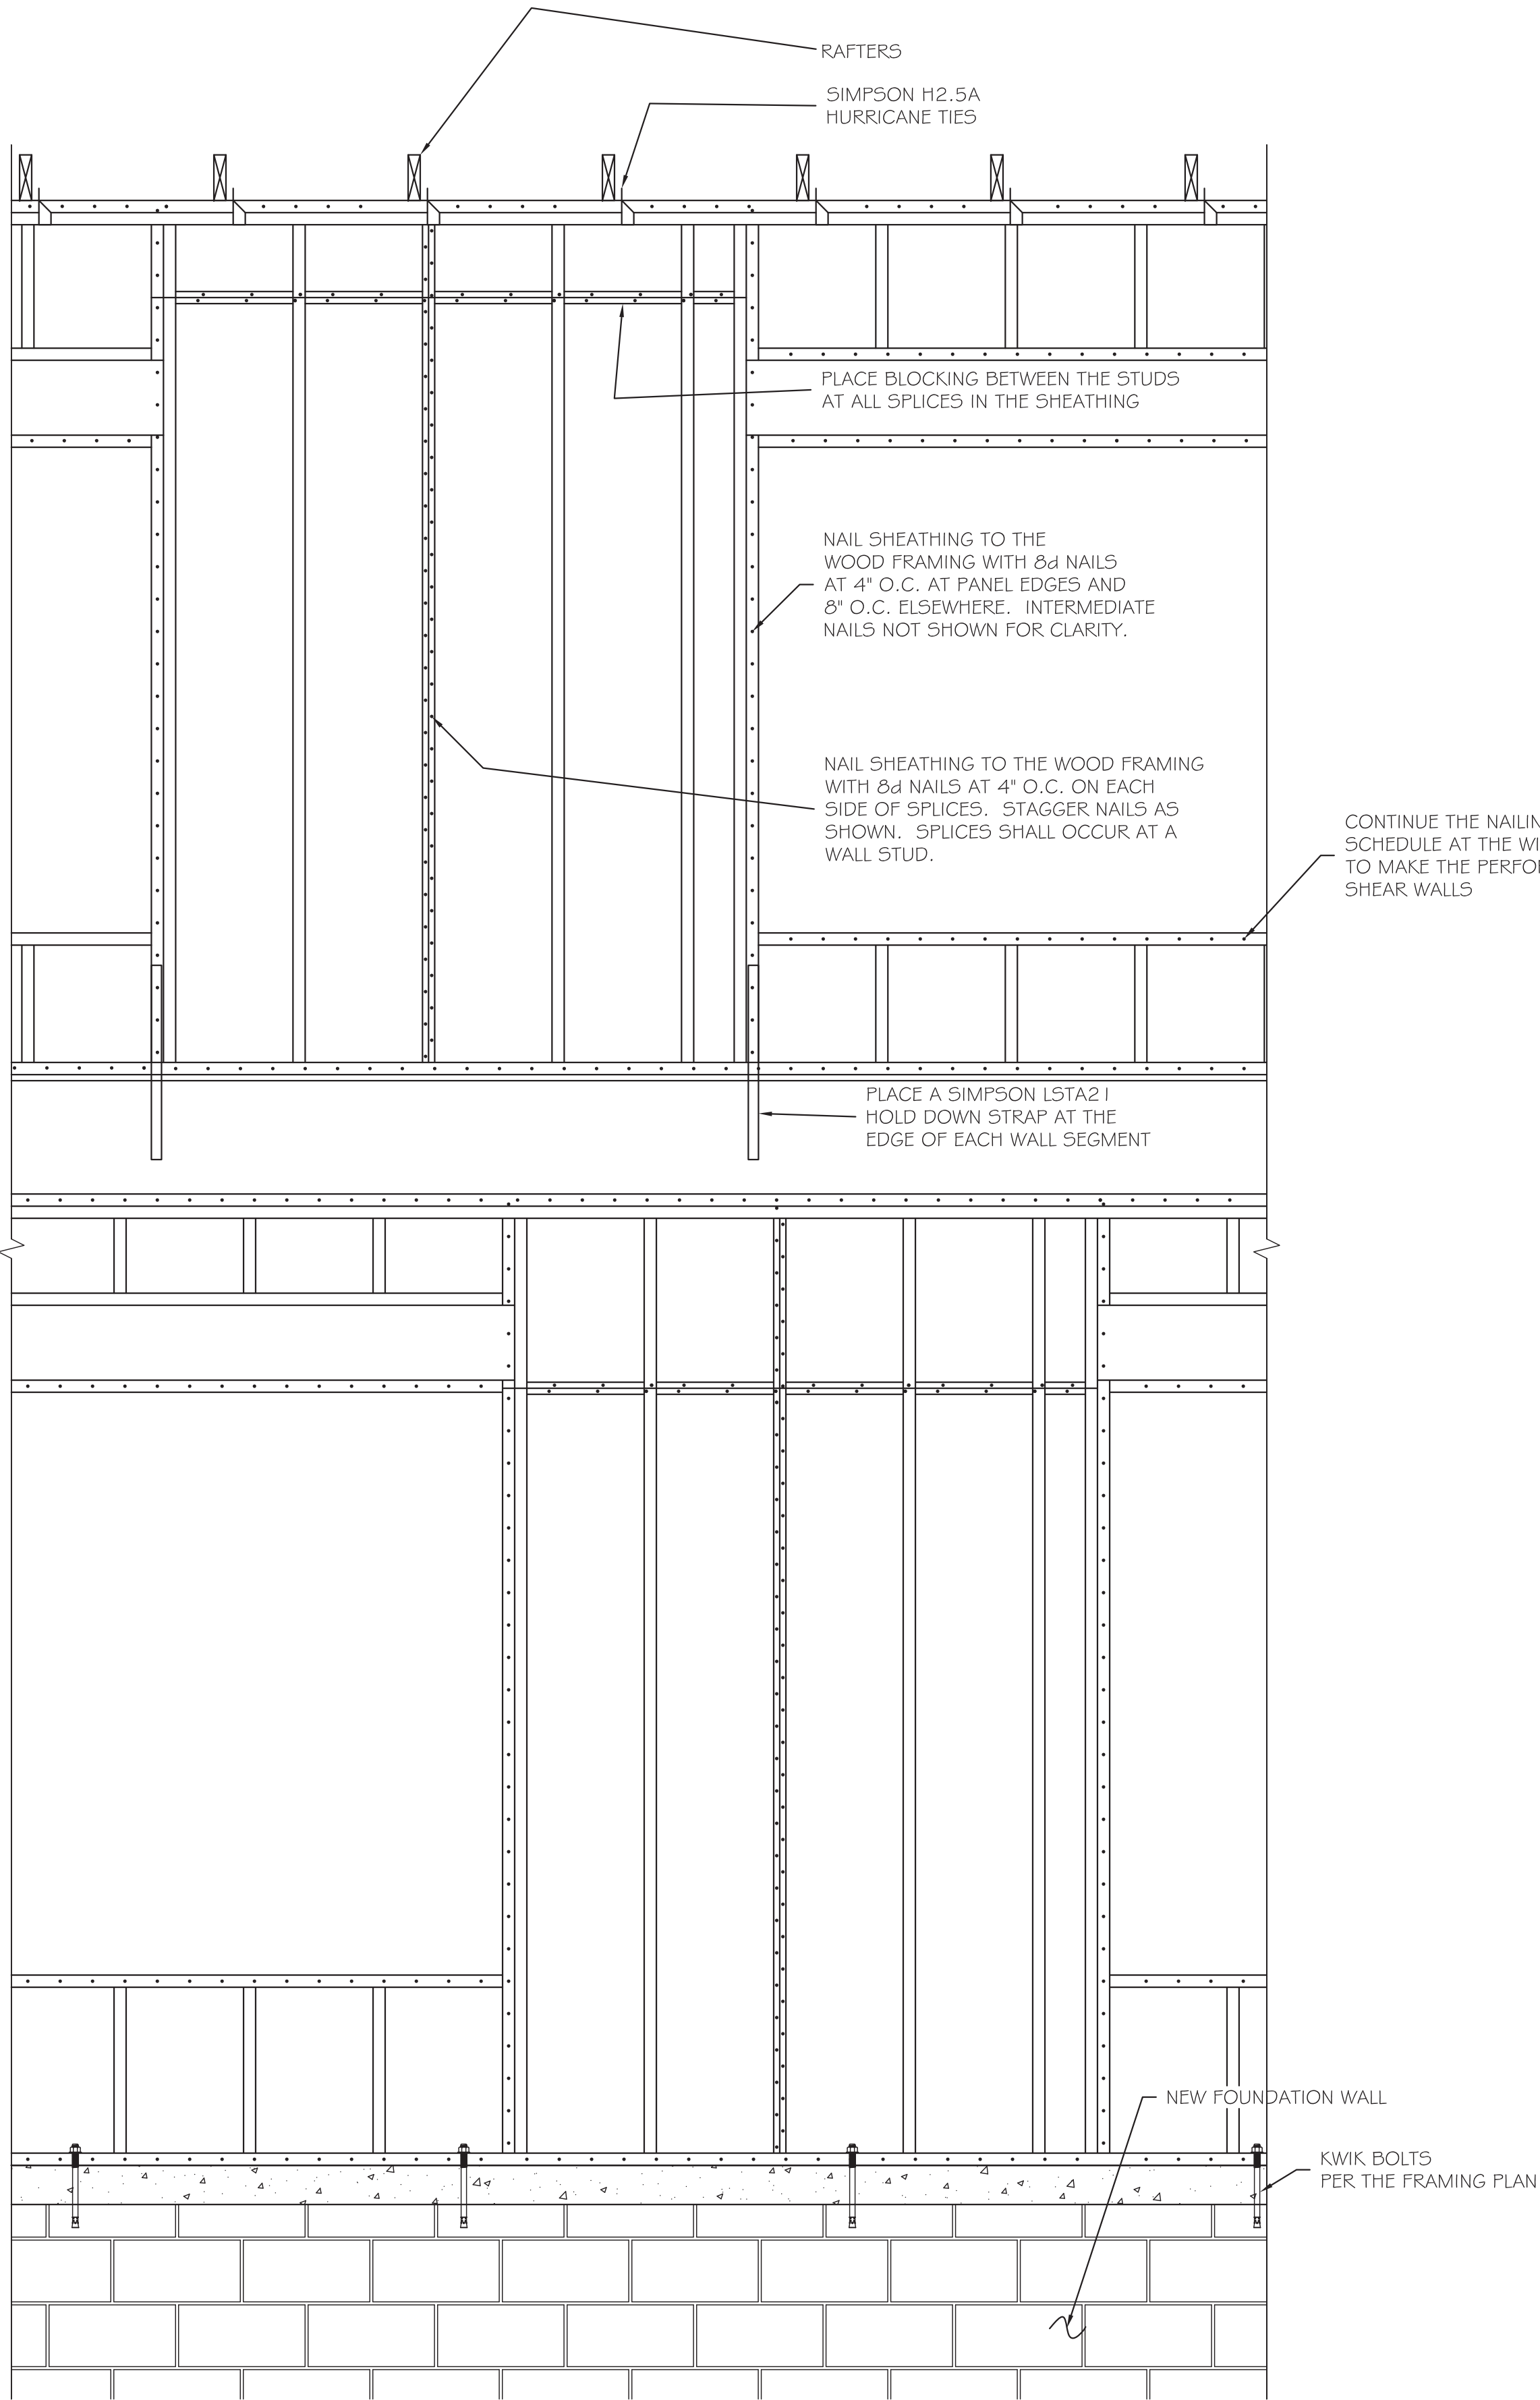 RAFTERS
SIMPSON H2.5A
HURRICANE TIES
PLACE BLOCKING BETWEEN THE STUDS
AT ALL SPLICES IN THE SHEATHING
NAIL SHEATHING TO THE
WOOD FRAMING WITH 8d NAILS
AT 4" O.C. AT PANEL EDGES AND
8" O.C. ELSEWHERE. INTERMEDIATE
NAILS NOT SHOWN FOR CLARITY.
NAIL SHEATHING TO THE WOOD FRAMING
WITH 8d NAILS AT 4" O.C. ON EACH
SIDE OF SPLICES. STAGGER NAILS AS
SHOWN. SPLICES SHALL OCCUR AT A
WALL STUD.
CONTINUE THE
SCHEDULE AT THE
TO MAKE THE
SHEAR WALLS
PLACE A SIMPSON LSTA21
HOLD DOWN STRAP AT THE
EDGE OF EACH WALL SEGMENT
NEW FOUNDATION WALL
KWIK BOLTS
PER THE FRAMING PLAN